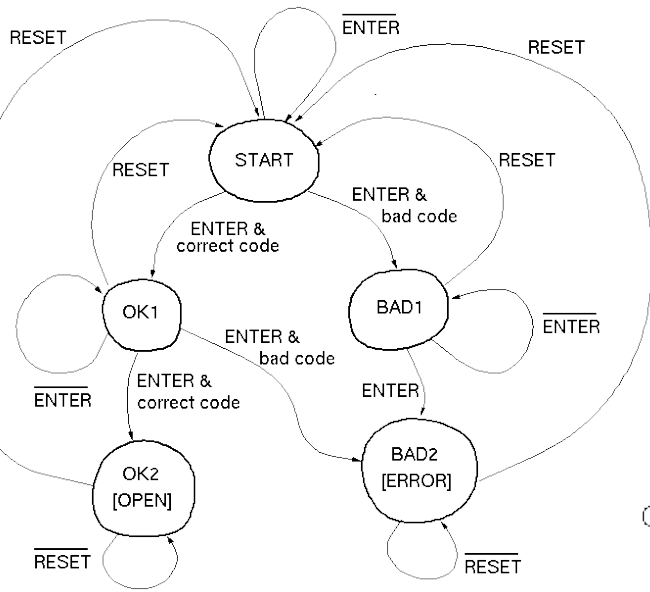 RESET
ENTER
RESET
START
RESET
RESET
ENTER &
bad code
ENTER &
correct code
OK1
BAD1
ENTER
ENTER &
bad code
ENTER
ENTER &
correct code
ENTER
BAD2
[ERROR]
OK2
[OPEN]
RESET
RESET